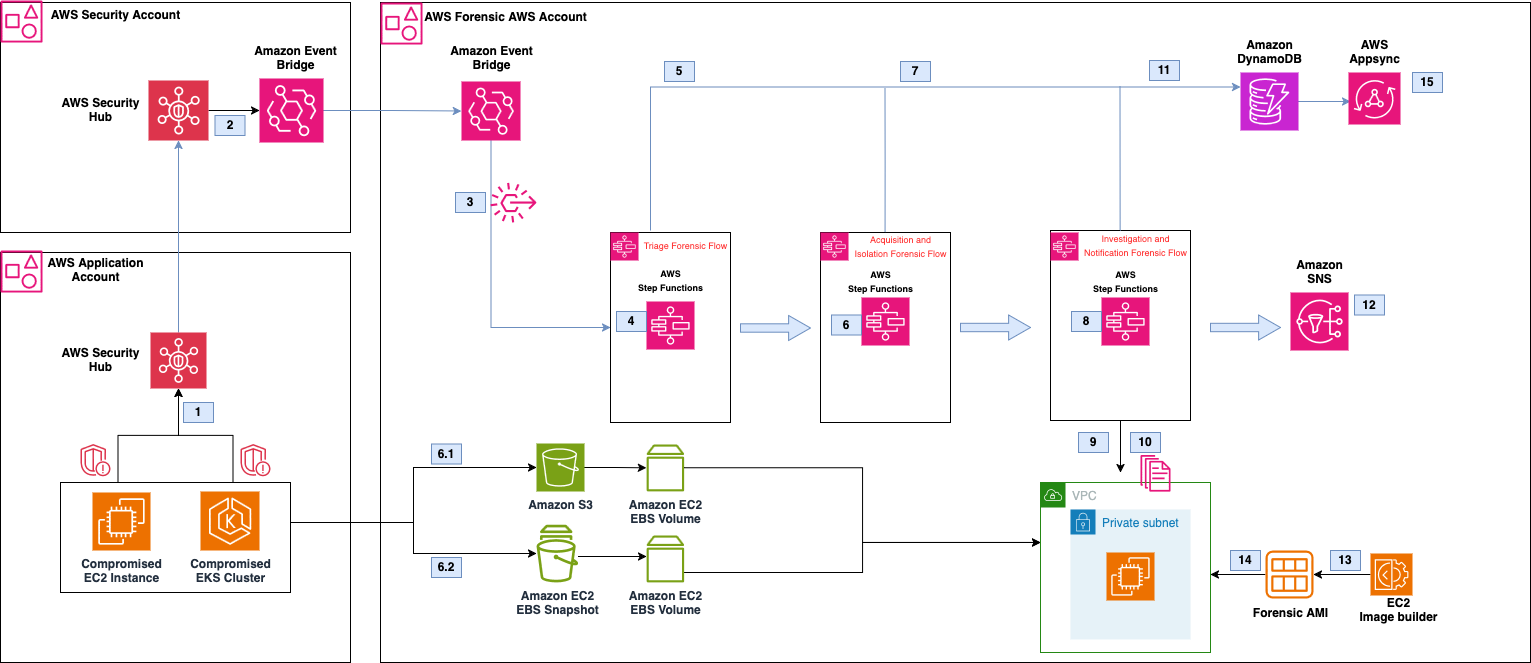 AWS Security Account
Amazon Event
Bridge
AWS Security
Hub
2
AWS Application
Account
AWS Security
Hub
1
Compromised
EC2 Instance
Compromised
EKS Cluster
AWS Forensic AWS Account
Amazon Event
Bridge
3
5
7
11
Amazon
DynamoDB
AWS
Appsync
15
Triage Forensic Flow
AWS
Step Functions
4
Acquisition and
Isolation Forensic Flow
AWS
Step Functions
6
Investigation and
Notification Forensic Flow
AWS
Step Functions
8
Amazon
SNS
12
6.1
Amazon S3
Amazon EC2
EBS Volume
6.2
Amazon EC2
EBS Snapshot
Amazon EC2
EBS Volume
9
10
VPC
Private subnet
14
13
Forensic AMI
EC2
Image builder